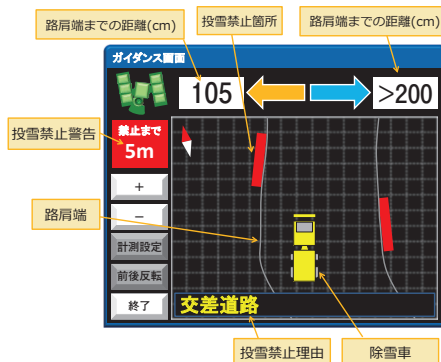 路肩端までの距離(cm)
投雪禁止箇所
路肩端までの距離(cm)
ガイダンス画面
105
>200
投雪禁止警告
禁止まで
5m
+
−
路肩端
計測設定
前後反転
終了
交差道路
投雪禁止理由
除雪車